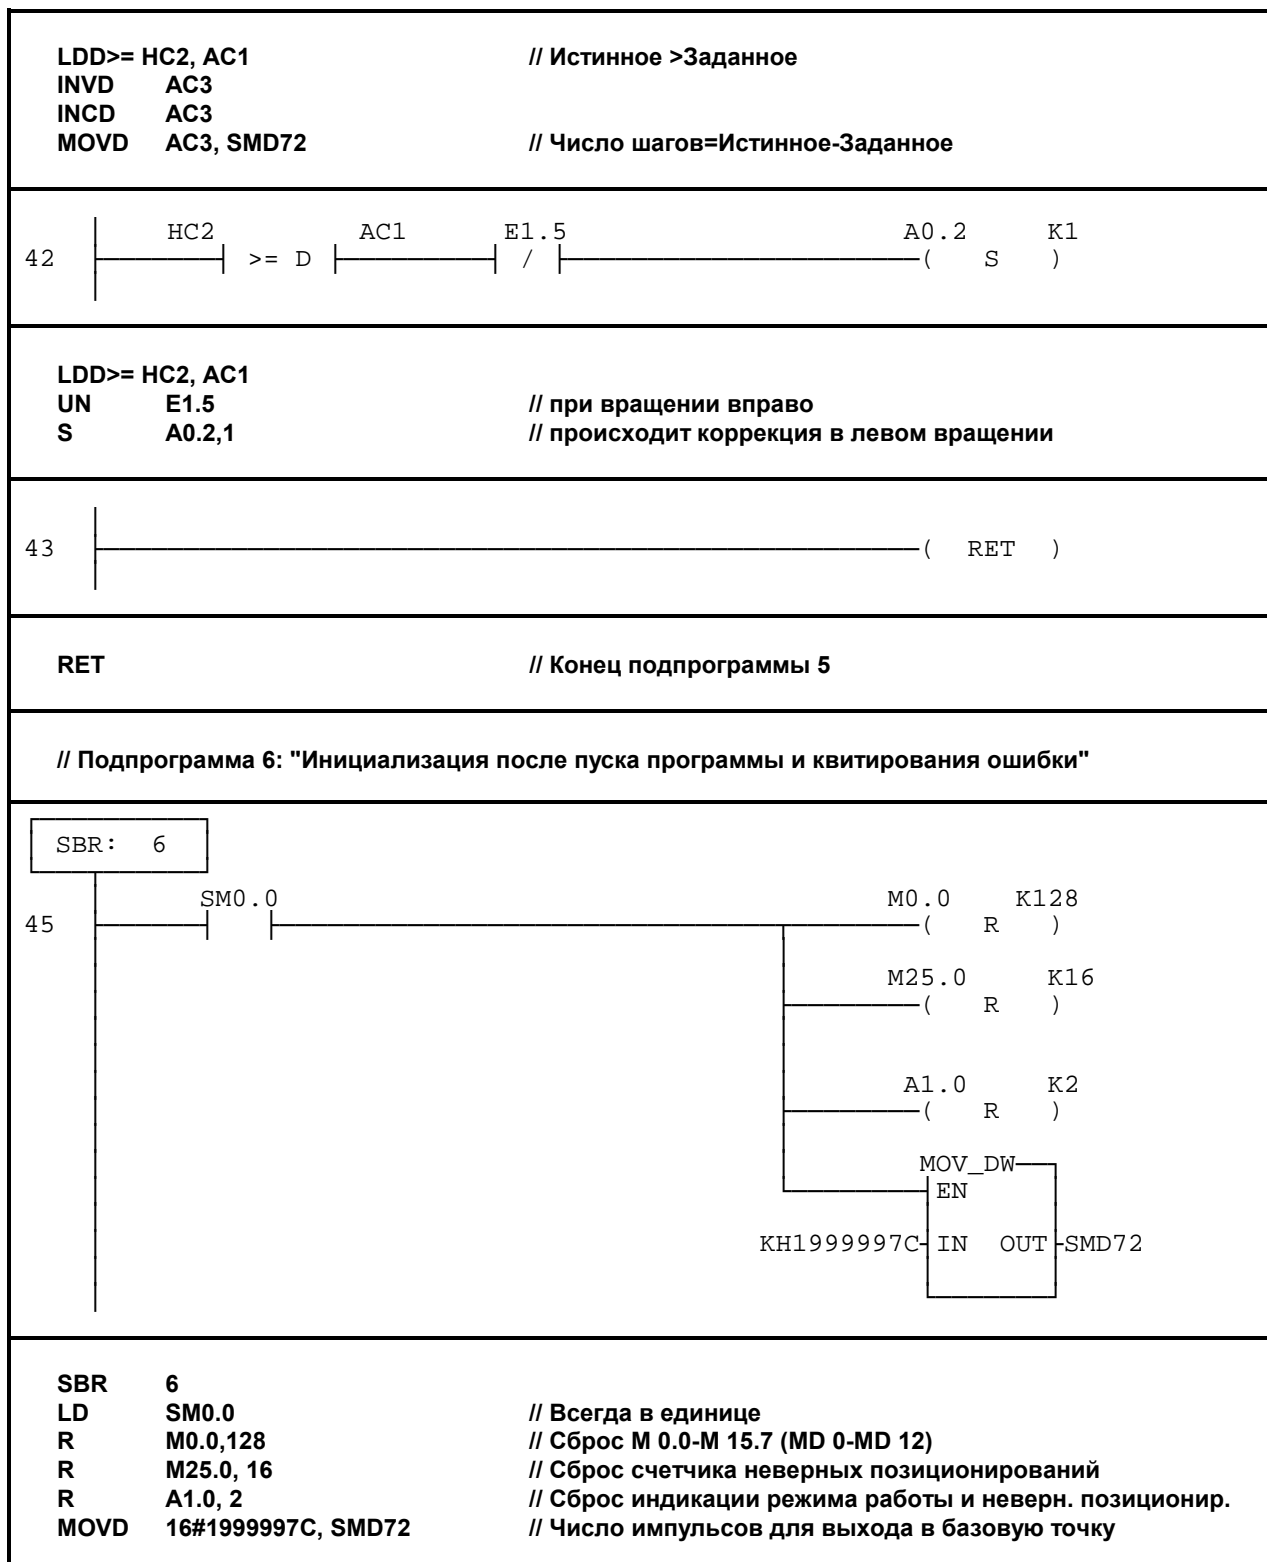 LDD>= HC2, AC1 // Истинное >Заданное
INVD AC3
INCD AC3
MOVD AC3, SMD72 // Число шагов=Истинное-Заданное
HC2 AC1 E1.5 A0.2 K1
42 >= D / ( S )
LDD>= HC2, AC1
UN E1.5 // при вращении вправо
S A0.2,1 // происходит коррекция в левом вращении
43 ( RET )
RET // Конец подпрограммы 5
// Подпрограмма 6: "Инициализация после пуска программы и квитирования ошибки"
SBR: 6
SM0.0 M0.0 K128
45 ( R )
M25.0 K16
( R )
A1.0 K2
( R )
MOV_DW
EN
KH1999997C IN OUT SMD72
SBR 6
LD SM0.0 // Всегда в единице
R M0.0,128 // Сброс M 0.0-M 15.7 (MD 0-MD 12)
R M25.0, 16 // Сброс счетчика неверных позиционирований
R A1.0, 2 // Сброс индикации режима работы и неверн. позиционир.
MOVD 16#1999997C, SMD72 // Число импульсов для выхода в базовую точку